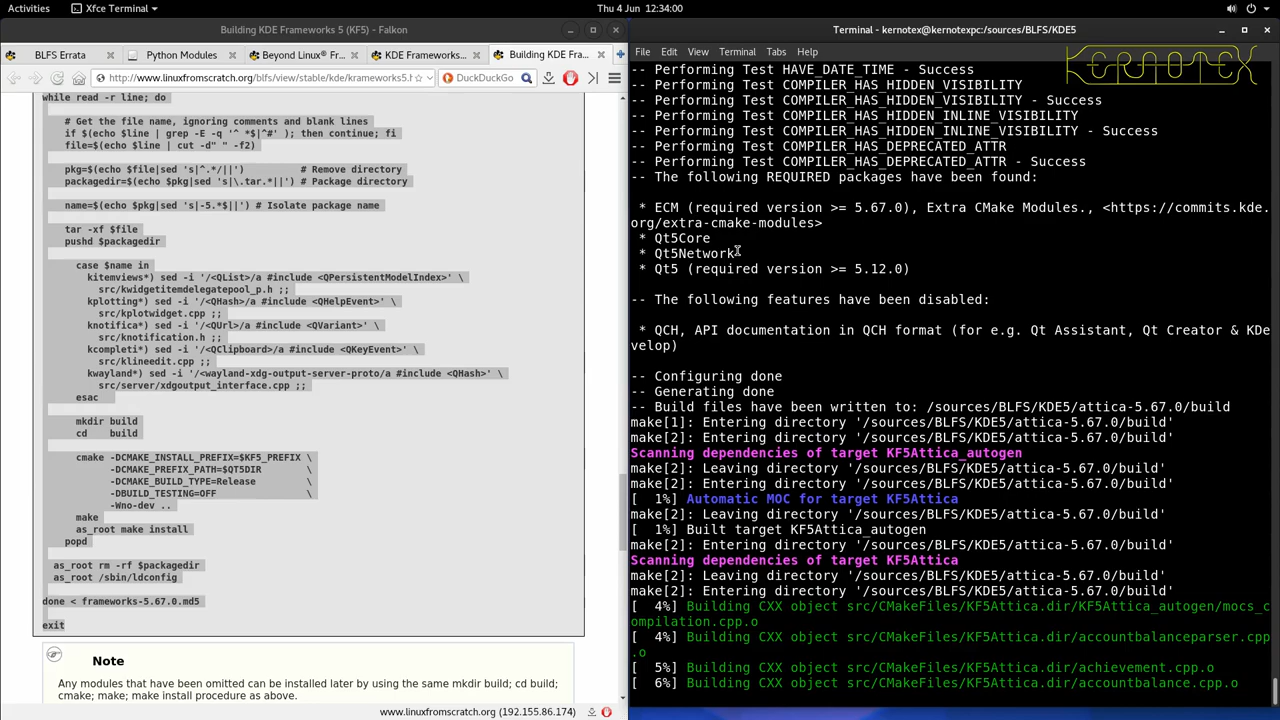 Activities
Xfce Terminal
Thu 4 Jun 12:34:00
Building KDE Frameworks 5 (KF5) - Falkon
BLFS Errata
Python Modules
Beyond Linux® Fr...
KDE Frameworks...
Building KDE Fra...
http://www.linuxfromscratch.org/blfs/view/stable/kde/krameworks5.h
DuckDuckGo
while read -r line; do
# Get the file name, ignoring comments and blank lines
if $(echo $line | grep -E -q '^ *$|^#' ); then continue; fi
file=$(echo $line | cut -d" " -f2)
pkg=$(echo $file|sed 's|^.*/||') # Remove directory
packagedir=$(echo $pkg|sed 's|\.tar.*||') # Package directory
name=$(echo $pkg|sed 's|-5.*$||') # Isolate package name
tar -xf $file
pushd $packagedir
case $name in
kitemviews*) sed -i '/<QList>/a #include <QPersistentModelIndex>' \
src/kwidgetitemdelegatepool_p.h ;;
kplotting*) sed -i '/<QHash>/a #include <QHelpEvent>' \
src/kplotwidget.cpp ;;
knotifica*) sed -i '/<QUrl>/a #include <QVariant>' \
src/knotification.h ;;
kcompleti*) sed -i '/<QClipboard>/a #include <QKeyEvent>' \
src/klineedit.cpp ;;
kwayland*) sed -i '/<wayland-xdg-output-server-proto/a #include <QHash>' \
src/server/xdgoutput_interface.cpp ;;
esac
mkdir build
cd build
cmake -DCMAKE_INSTALL_PREFIX=$KF5_PREFIX \
-DCMAKE_PREFIX_PATH=$QT5DIR \
-DCMAKE_BUILD_TYPE=Release \
-DBUILD_TESTING=OFF \
-Wno-dev ..
make
as_root make install
popd
as_root rm -rf $packagedir
as_root /sbin/ldconfig
done < frameworks-5.67.0.md5
exit
Note
Any modules that have been omitted can be installed later by using the same mkdir build; cd build;
cmake; make; make install procedure as above.
www.linuxfromscratch.org (192.155.86.174)
Terminal - kernotex@kernotexpc:/sources/BLFS/KDE5
File Edit View Terminal Tabs Help
KERNOTEX
-- Performing Test HAVE_DATE_TIME - Success
-- Performing Test COMPILER_HAS_HIDDEN_VISIBILITY
-- Performing Test COMPILER_HAS_HIDDEN_VISIBILITY - Success
-- Performing Test COMPILER_HAS_HIDDEN_INLINE_VISIBILITY
-- Performing Test COMPILER_HAS_HIDDEN_INLINE_VISIBILITY - Success
-- Performing Test COMPILER_HAS_DEPRECATED_ATTR
-- Performing Test COMPILER_HAS_DEPRECATED_ATTR - Success
-- The following REQUIRED packages have been found:
* ECM (required version >= 5.67.0), Extra CMake Modules., <https://commits.kde.
org/extra-cmake-modules>
* Qt5Core
* Qt5Network
* Qt5 (required version >= 5.12.0)
-- The following features have been disabled:
* QCH, API documentation in QCH format (for e.g. Qt Assistant, Qt Creator & KDe
velop)
-- Configuring done
-- Generating done
-- Build files have been written to: /sources/BLFS/KDE5/attica-5.67.0/build
make[1]: Entering directory '/sources/BLFS/KDE5/attica-5.67.0/build'
make[2]: Entering directory '/sources/BLFS/KDE5/attica-5.67.0/build'
Scanning dependencies of target KF5Attica_autogen
make[2]: Leaving directory '/sources/BLFS/KDE5/attica-5.67.0/build'
make[2]: Entering directory '/sources/BLFS/KDE5/attica-5.67.0/build'
[  1%] Automatic MOC for target KF5Attica
make[2]: Leaving directory '/sources/BLFS/KDE5/attica-5.67.0/build'
[  1%] Built target KF5Attica_autogen
make[2]: Entering directory '/sources/BLFS/KDE5/attica-5.67.0/build'
Scanning dependencies of target KF5Attica
make[2]: Leaving directory '/sources/BLFS/KDE5/attica-5.67.0/build'
make[2]: Entering directory '/sources/BLFS/KDE5/attica-5.67.0/build'
[  4%] Building CXX object src/CMakeFiles/KF5Attica.dir/KF5Attica_autogen/mocs_c
ompilation.cpp.o
[  4%] Building CXX object src/CMakeFiles/KF5Attica.dir/accountbalanceparser.cpp
.o
[  5%] Building CXX object src/CMakeFiles/KF5Attica.dir/achievement.cpp.o
[  6%] Building CXX object src/CMakeFiles/KF5Attica.dir/accountbalance.cpp.o